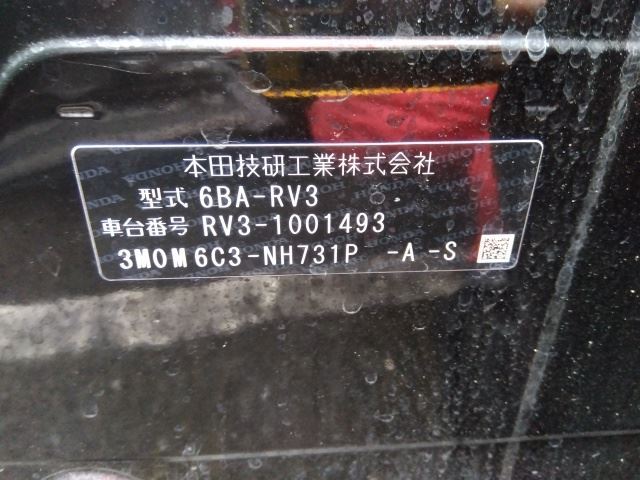 本田技研工業株式会社
型式 6BA-RV3
車台番号 RV3-1001493
3M0M6C3-NH731P -A -S